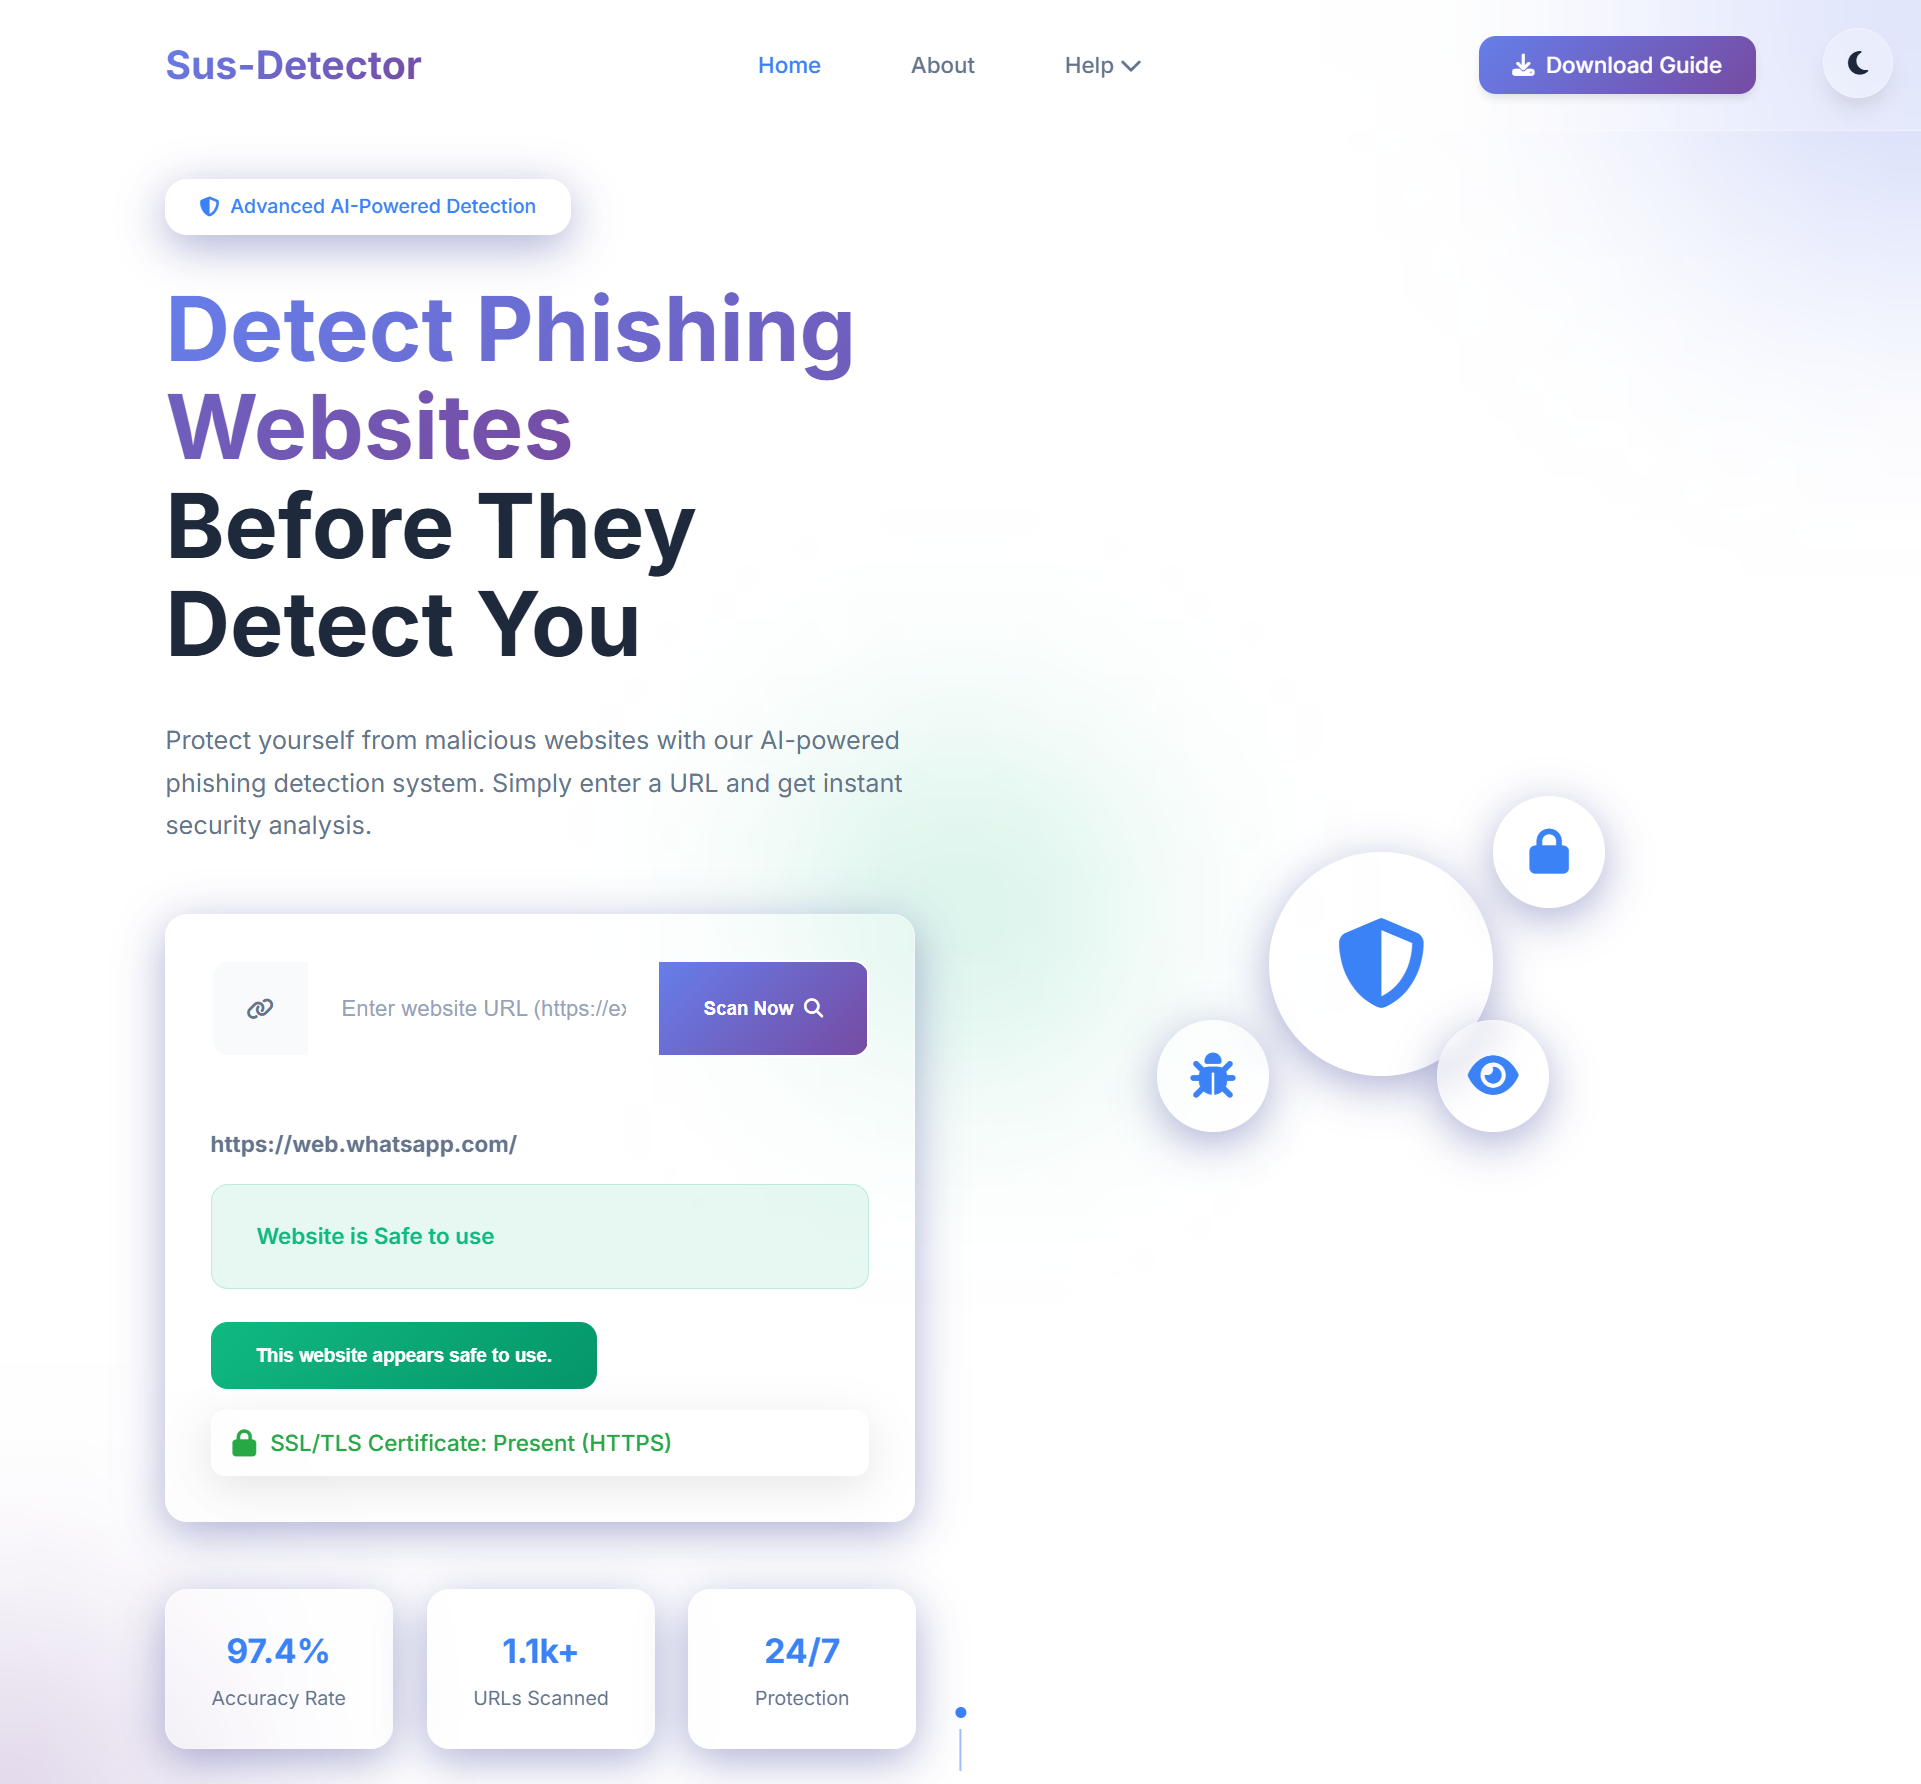 Sus-Detector
Home
About
Help
Download Guide
Advanced AI-Powered Detection
Detect Phishing
Websites
Before They
Detect You
Protect yourself from malicious websites with our AI-powered
phishing detection system. Simply enter a URL and get instant
security analysis.
Enter website URL (https://ex
Scan Now
https://web.whatsapp.com/
Website is Safe to use
This website appears safe to use.
SSL/TLS Certificate: Present (HTTPS)
97.4%
Accuracy Rate
1.1k+
URLs Scanned
24/7
Protection